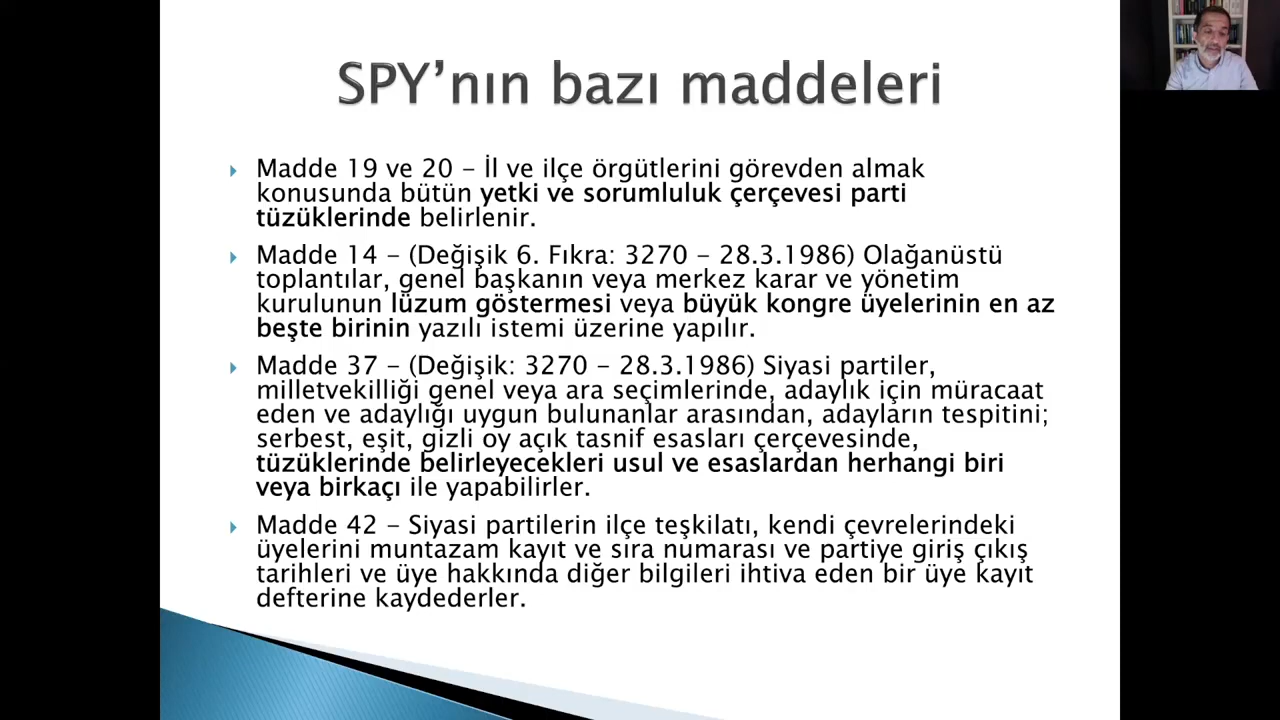 SPY’nın bazı maddeleri
Madde 19 ve 20 – İl ve ilçe örgütlerini görevden almak
konusunda bütün yetki ve sorumluluk çerçevesi parti
tüzüklerinde belirlenir.
Madde 14 – (Değişik 6. Fıkra: 3270 – 28.3.1986) Olağanüstü
toplantılar, genel başkanın veya merkez karar ve yönetim
kurulunun lüzum göstermesi veya büyük kongre üyelerinin en az
beşte birinin yazılı istemi üzerine yapılır.
Madde 37 – (Değişik: 3270 – 28.3.1986) Siyasi partiler,
milletvekilliği genel veya ara seçimlerinde, adaylık için müracaat
eden ve adaylığı uygun bulunanlar arasından, adayların tespitini;
serbest, eşit, gizli oy açık tasnif esasları çerçevesinde,
tüzüklerinde belirleyecekleri usul ve esaslardan herhangi biri
veya birkaçı ile yapabilirler.
Madde 42 – Siyasi partilerin ilçe teşkilatı, kendi çevrelerindeki
üyelerini muntazam kayıt ve sıra numarası ve partiye giriş çıkış
tarihleri ve üye hakkında diğer bilgileri ihtiva eden bir üye kayıt
defterine kaydederler.